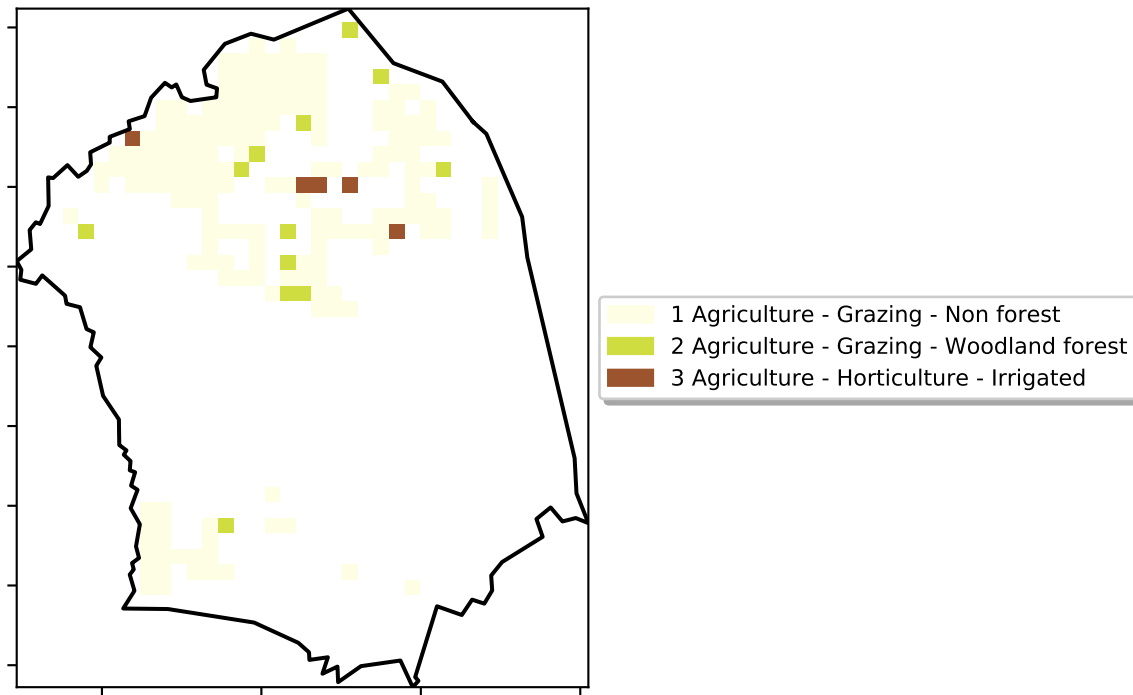 1 Agriculture - Grazing - Non forest
2 Agriculture - Grazing - Woodland forest
3 Agriculture - Horticulture - Irrigated